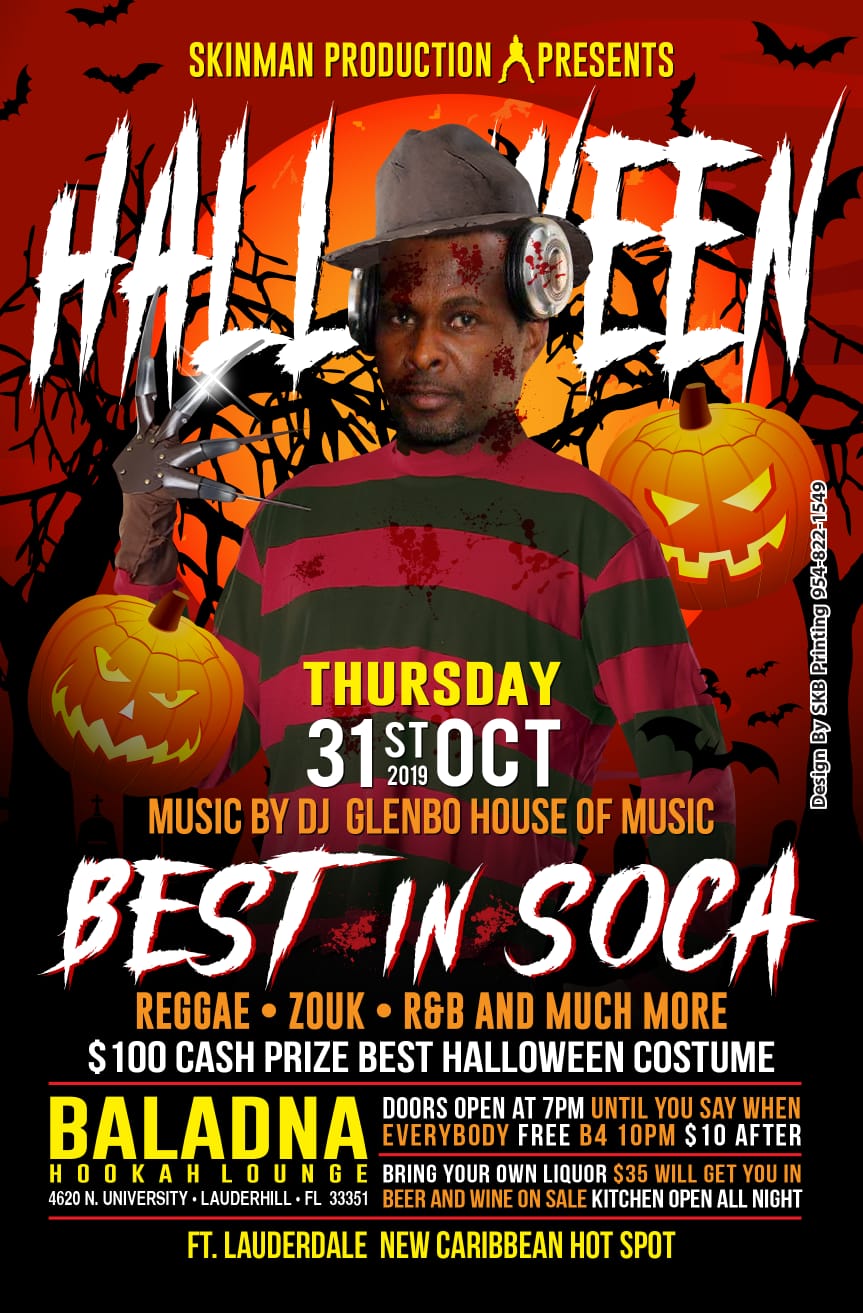 SKINMAN PRODUCTION PRESENTS
HALLOWEEN
THURSDAY
31ST 2019 OCT
MUSIC BY DJ GLENBO HOUSE OF MUSIC
BEST IN SOCA
REGGAE • ZOUK • R&B AND MUCH MORE
$100 CASH PRIZE BEST HALLOWEEN COSTUME
BALADNA
HOOKAH LOUNGE
4620 N. UNIVERSITY • LAUDERHILL • FL 33351
DOORS OPEN AT 7PM UNTIL YOU SAY WHEN
EVERYBODY FREE B4 10PM $10 AFTER
BRING YOUR OWN LIQUOR $35 WILL GET YOU IN
BEER AND WINE ON SALE KITCHEN OPEN ALL NIGHT
FT. LAUDERDALE NEW CARIBBEAN HOT SPOT
Design By SKB Printing 954-822-1549